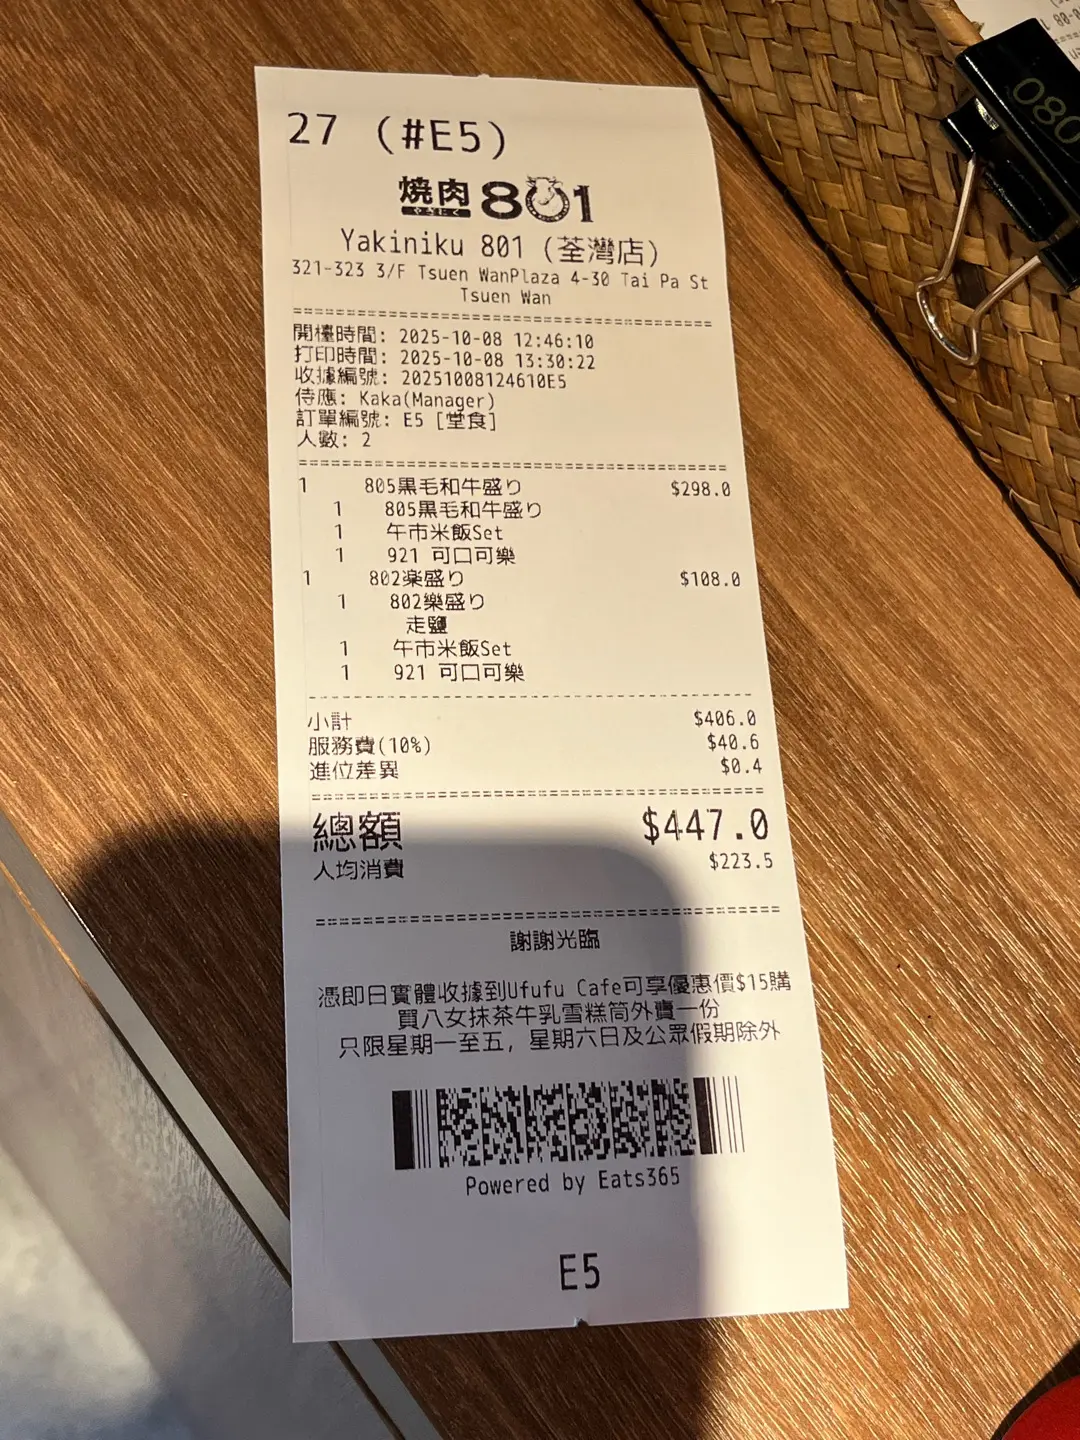 27 (#E5)
燒肉 801
やきにく
Yakiniku 801 (荃灣店)
321-323 3/F Tsuen WanPlaza 4-30 Tai Pa St
Tsuen Wan
開檯時間: 2025-10-08 12:46:10
打印時間: 2025-10-08 13:30:22
收據編號: 20251008124610E5
侍應: Kaka(Manager)
訂單編號: E5 [堂食]
人數: 2
1 805黒毛和牛盛り $298.0
1 805黒毛和牛盛り
1 午市米飯Set
1 921 可口可樂
1 802楽盛り $108.0
1 802樂盛り
走鹽
1 午市米飯Set
1 921 可口可樂
小計 $406.0
服務費(10%) $40.6
進位差異 $0.4
總額 $447.0
人均消費 $223.5
謝謝光臨
憑即日實體收據到Ufufu Cafe可享優惠價$15購
買八女抹茶牛乳雪糕筒外賣一份
只限星期一至五, 星期六日及公眾假期除外
Powered by Eats365
E5
080